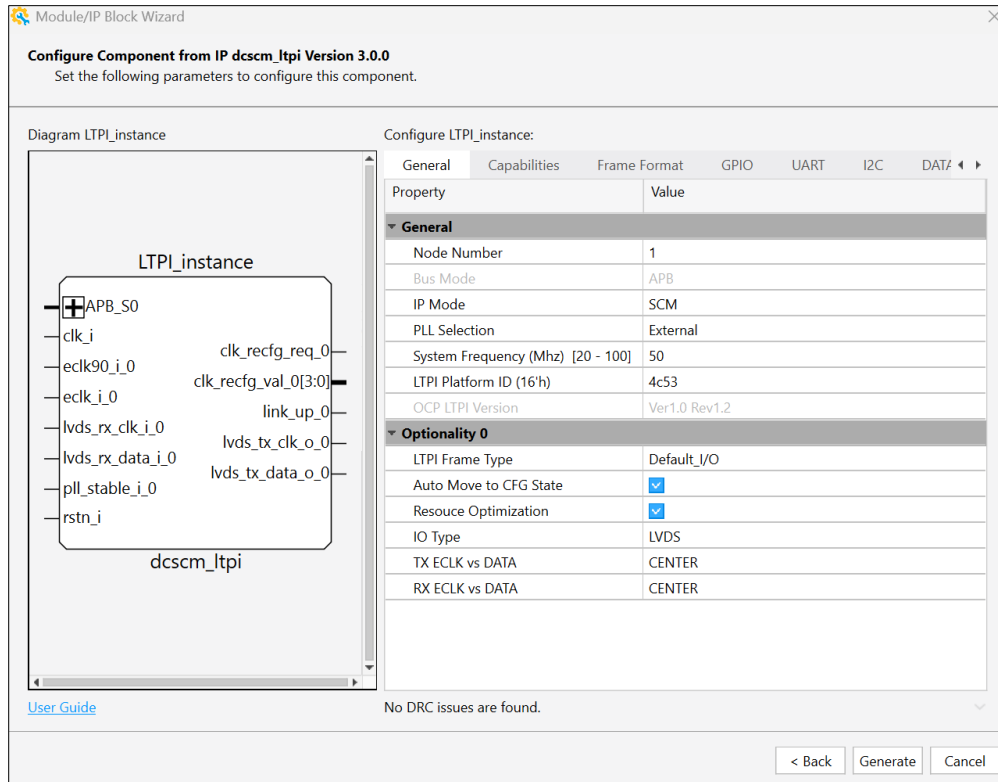 Module/IP Block Wizard
Configure Component from IP dcscm_ltpi Version 3.0.0
Set the following parameters to configure this component.
Diagram LTPI_instance
LTPI_instance
APB_S0
clk_i
eclk90_i_0
eclk_i_0
lvds_rx_clk_i_0
lvds_rx_data_i_0
pll_stable_i_0
rstn_i
clk_recfg_req_0
clk_recfg_val_0[3:0]
link_up_0
lvds_tx_clk_o_0
lvds_tx_data_o_0
dcscm_ltpi
User Guide
Configure LTPI_instance:
General Capabilities Frame Format GPIO UART I2C DATA
Property Value
General
Node Number 1
Bus Mode APB
IP Mode SCM
PLL Selection External
System Frequency (Mhz) [20 - 100] 50
LTPI Platform ID (16'h) 4c53
OCP LTPI Version Ver1.0 Rev1.2
Optionality 0
LTPI Frame Type Default_I/O
Auto Move to CFG State
Resouce Optimization
IO Type LVDS
TX ECLK vs DATA CENTER
RX ECLK vs DATA CENTER
No DRC issues are found.
< Back Generate Cancel